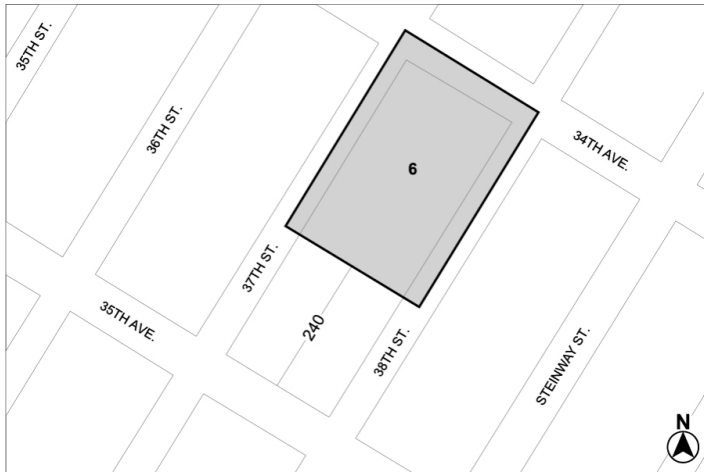 35TH ST.
36TH ST.
34TH AVE.
6
37TH ST.
35TH AVE.
240
38TH ST.
STEINWAY ST.
N